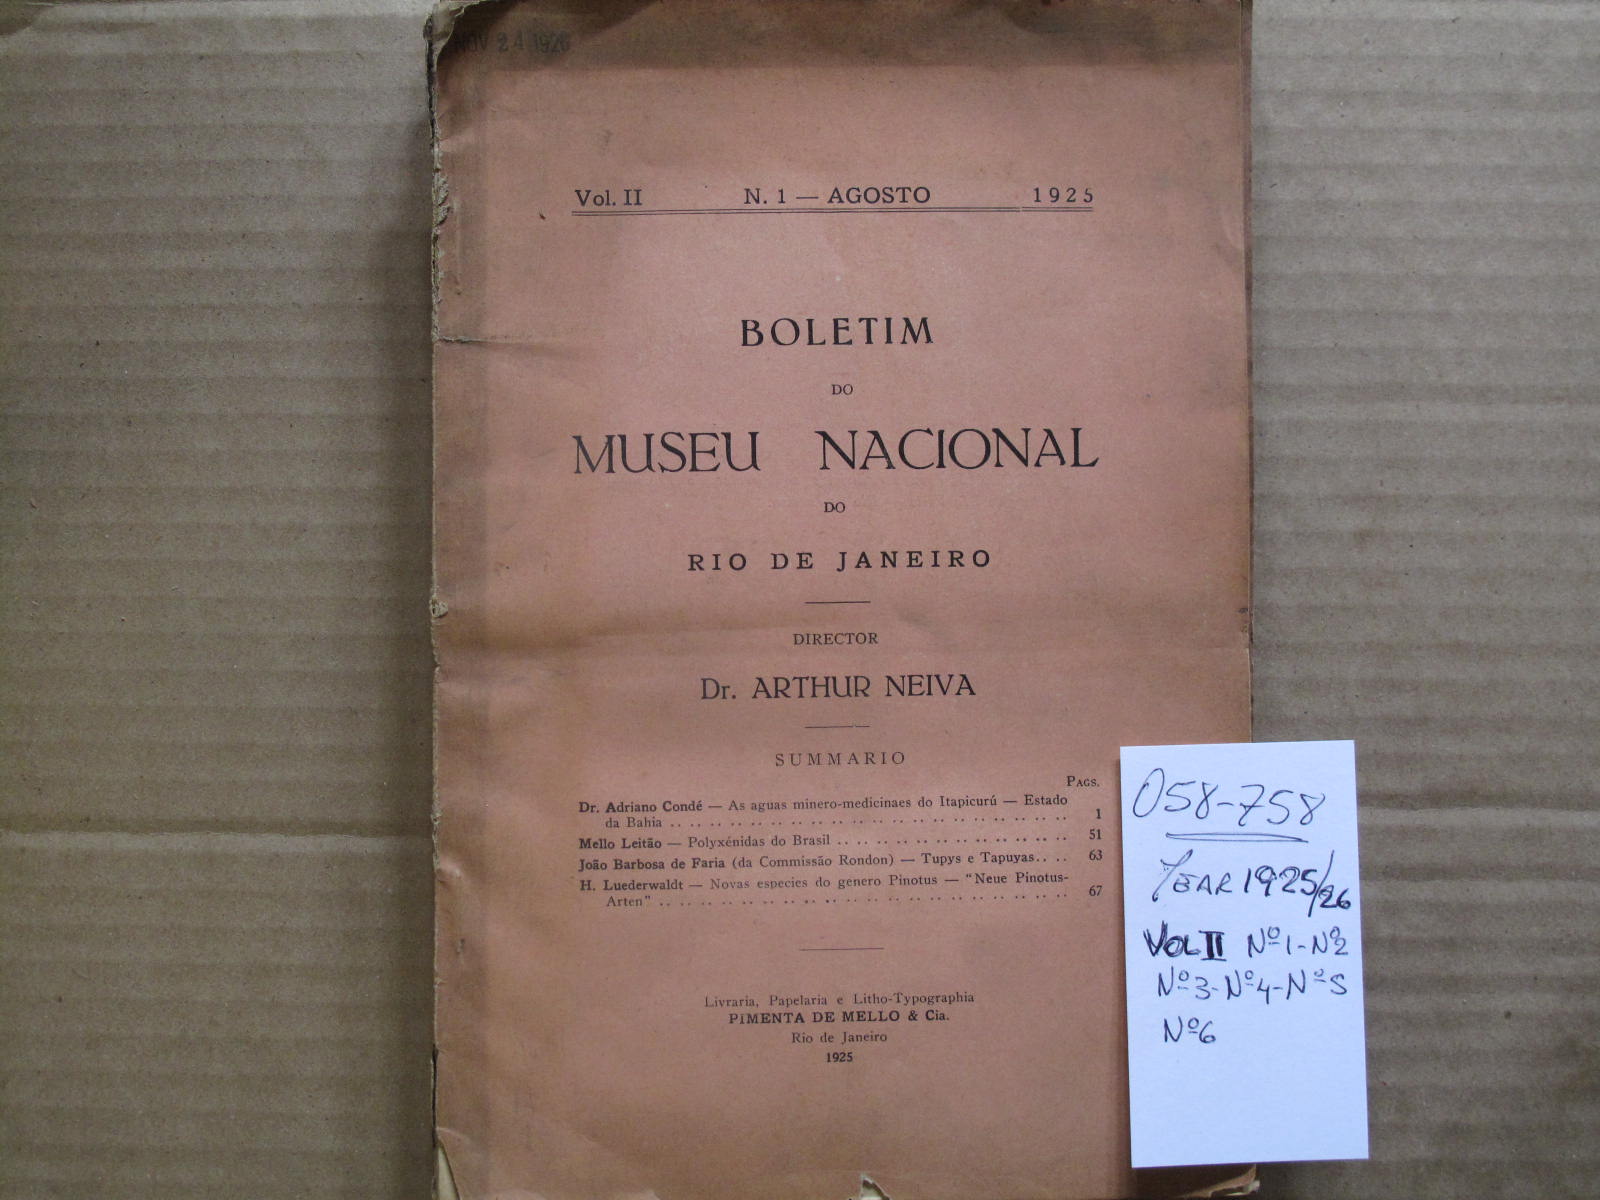 NOV 24 1926
Vol. II N. 1 — AGOSTO 1925
BOLETIM
DO
MUSEU NACIONAL
DO
RIO DE JANEIRO
DIRECTOR
Dr. ARTHUR NEIVA
SUMMARIO
PAGS.
Dr. Adriano Condé — As aguas minero-medicinaes do Itapicurú — Estado
da Bahia .. .. .. .. .. .. .. .. .. .. .. .. .. .. .. .. .. .. .. .. 1
Mello Leitão — Polyxénidas do Brasil .. .. .. .. .. .. .. .. .. .. .. .. 51
João Barbosa de Faria (da Commissão Rondon) — Tupys e Tapuyas.. .. 63
H. Luederwaldt — Novas especies do genero Pinotus — "Neue Pinotus-
Arten" .. .. .. .. .. .. .. .. .. .. .. .. .. .. .. .. .. .. .. .. 67
Livraria, Papelaria e Litho-Typographia
PIMENTA DE MELLO & Cia.
Rio de Janeiro
1925
058-758
YEAR 1925/26
VOL II Nº1-Nº2
Nº3-Nº4-Nº5
Nº6